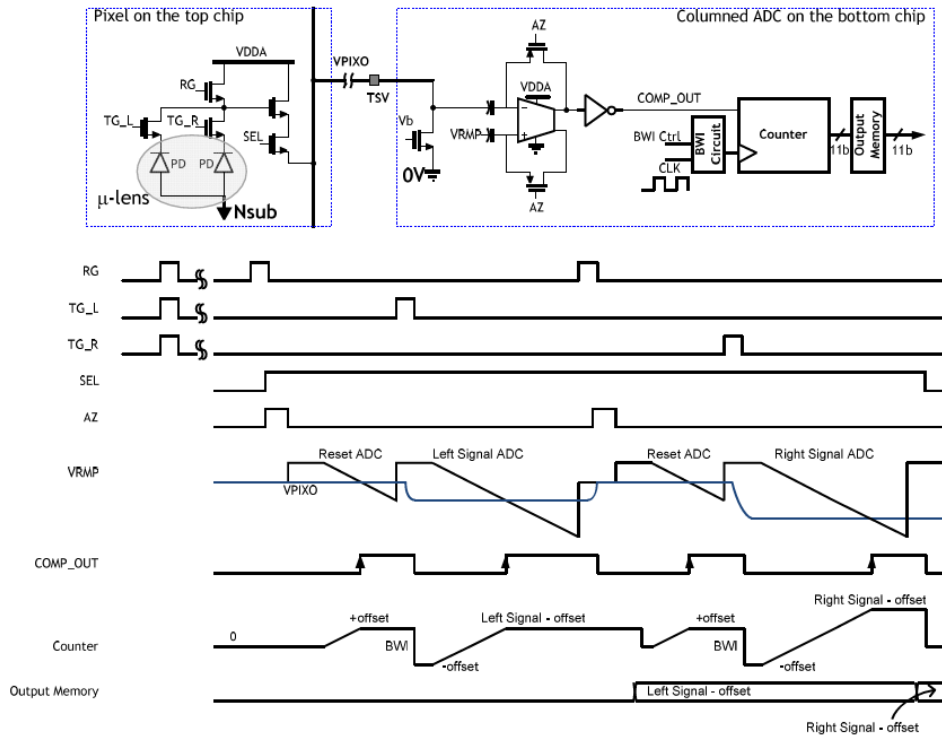 Pixel on the top chip
Columned ADC on the bottom chip
VDDA
VPIXO
AZ
RG
TSV
VDDA
COMP_OUT
TG_L
TG_R
SEL
Vb
VRMP
−
+
BWI Ctrl
BWI Circuit
Counter
11b
Output Memory
11b
PD
PD
0V
CLK
AZ
μ-lens
Nsub
RG
TG_L
TG_R
SEL
AZ
VRMP
Reset ADC
Left Signal ADC
Reset ADC
Right Signal ADC
VPIXO
COMP_OUT
Right Signal - offset
+offset
Left Signal - offset
+offset
0
Counter
BWI
BWI
-offset
-offset
Output Memory
Left Signal - offset
Right Signal - offset